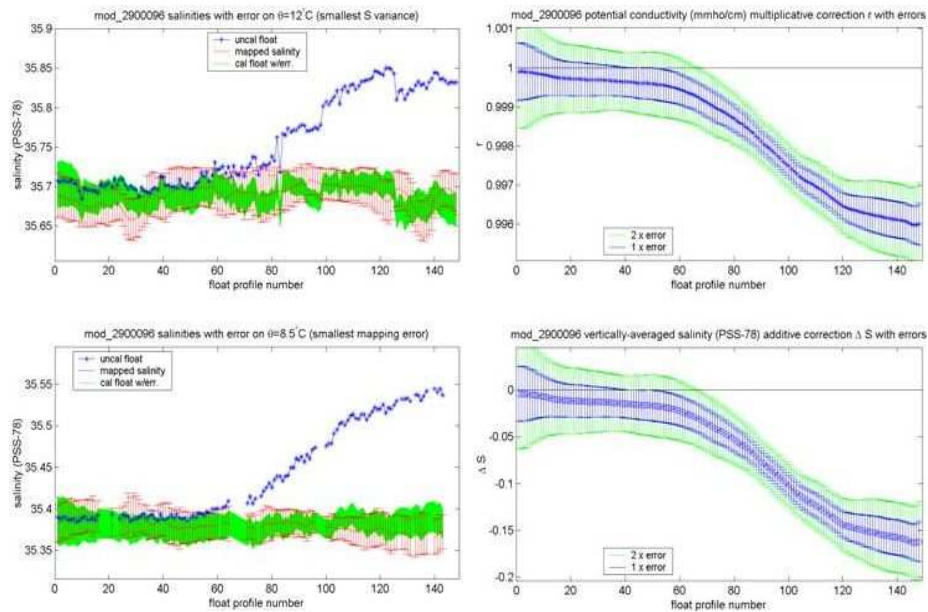 mod_2900096 salinities with error on θ=12°C (smallest S variance)
35.9
35.85
35.8
35.75
35.7
35.65
salinity (PSS-78)
uncal float
mapped salinity
cal float w/err.
0 20 40 60 80 100 120 140
float profile number
mod_2900096 potential conductivity (mmho/cm) multiplicative correction r with errors
1
0.999
0.998
0.997
0.996
r
2 x error
1 x error
0 20 40 60 80 100 120 140
float profile number
mod_2900096 salinities with error on θ=8.5°C (smallest mapping error)
35.55
35.5
35.45
35.4
35.35
salinity (PSS-78)
uncal float
mapped salinity
cal float w/err.
0 20 40 60 80 100 120 140
float profile number
mod_2900096 vertically-averaged salinity (PSS-78) additive correction Δ S with errors
0
-0.05
-0.1
-0.15
-0.2
Δ S
2 x error
1 x error
0 20 40 60 80 100 120 140
float profile number